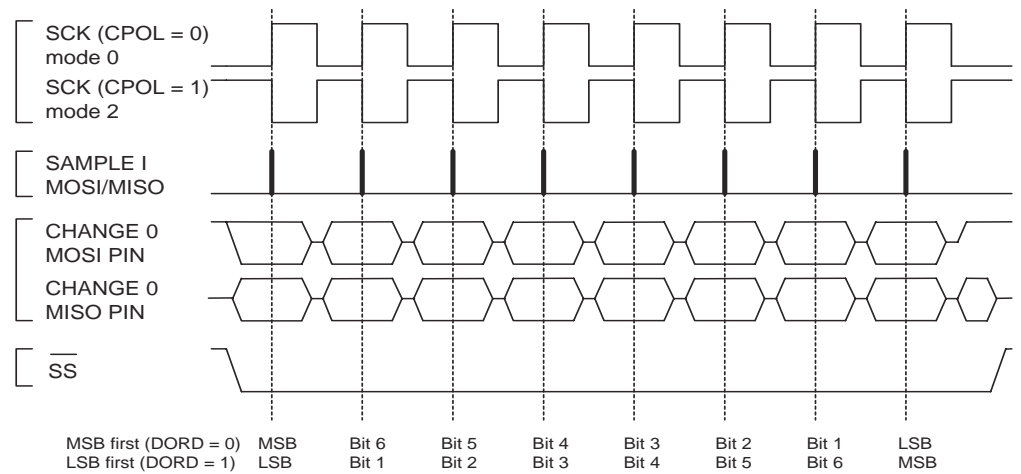 SCK (CPOL = 0)
mode 0
SCK (CPOL = 1)
mode 2
SAMPLE I
MOSI/MISO
CHANGE 0
MOSI PIN
CHANGE 0
MISO PIN
SS
MSB first (DORD = 0) MSB Bit 6 Bit 5 Bit 4 Bit 3 Bit 2 Bit 1 LSB
LSB first (DORD = 1) LSB Bit 1 Bit 2 Bit 3 Bit 4 Bit 5 Bit 6 MSB